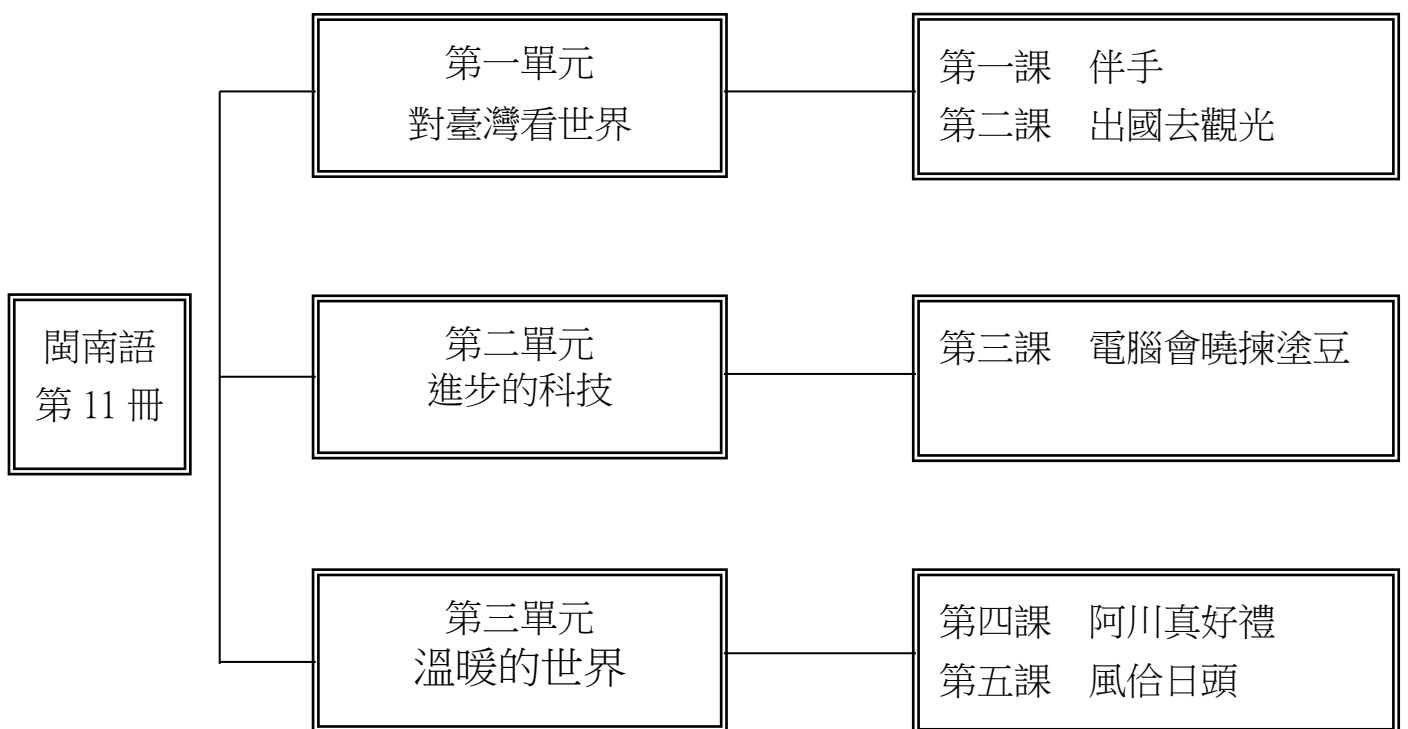 閩南語
第 11 冊
第一單元
對臺灣看世界
第一課　伴手
第二課　出國去觀光
第二單元
進步的科技
第三課　電腦會曉揀塗豆
第三單元
溫暖的世界
第四課　阿川真好禮
第五課　風佮日頭